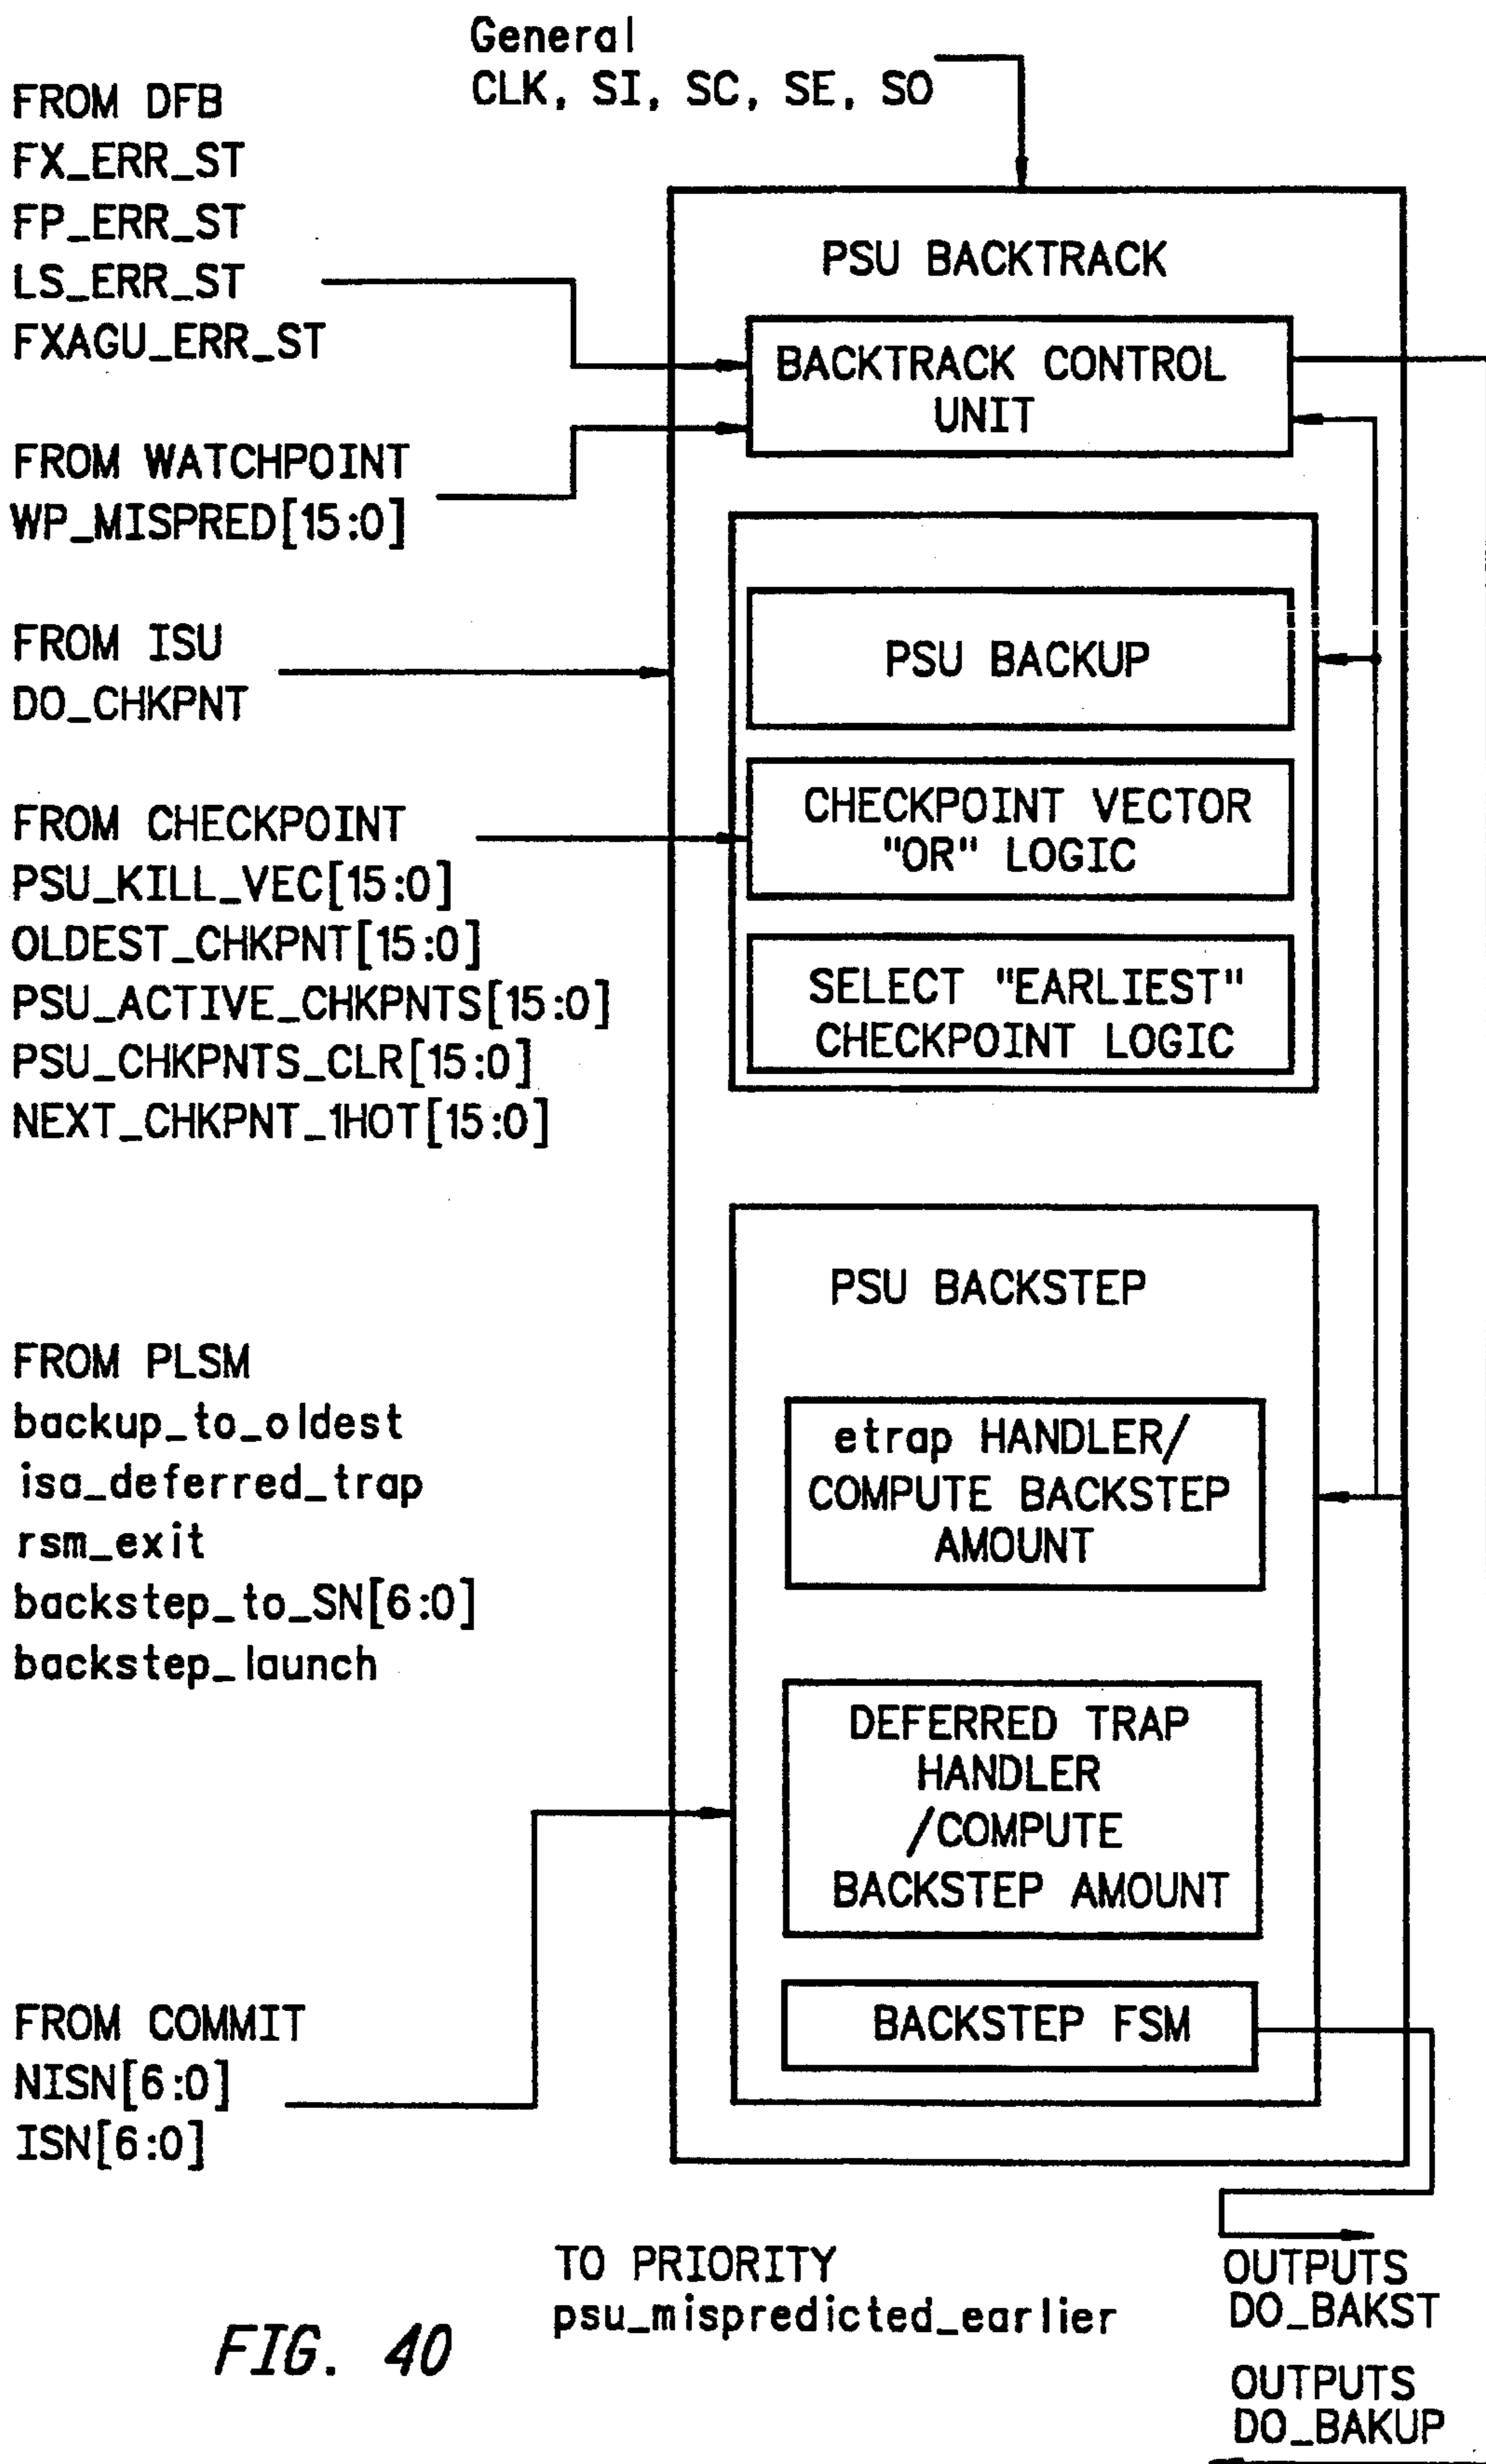 General
CLK, SI, SC, SE, SO
FROM DFB
FX_ERR_ST
FP_ERR_ST
LS_ERR_ST
FXAGU_ERR_ST
FROM WATCHPOINT
WP_MISPRED[15:0]
FROM ISU
DO_CHKPNT
FROM CHECKPOINT
PSU_KILL_VEC[15:0]
OLDEST_CHKPNT[15:0]
PSU_ACTIVE_CHKPNTS[15:0]
PSU_CHKPNTS_CLR[15:0]
NEXT_CHKPNT_1HOT[15:0]
FROM PLSM
backup_to_oldest
isa_deferred_trap
rsm_exit
backstep_to_SN[6:0]
backstep_launch
FROM COMMIT
NISN[6:0]
ISN[6:0]
PSU BACKTRACK
BACKTRACK CONTROL
UNIT
PSU BACKUP
CHECKPOINT VECTOR
"OR" LOGIC
SELECT "EARLIEST"
CHECKPOINT LOGIC
PSU BACKSTEP
etrap HANDLER/
COMPUTE BACKSTEP
AMOUNT
DEFERRED TRAP
HANDLER
/COMPUTE
BACKSTEP AMOUNT
BACKSTEP FSM
TO PRIORITY
psu_mispredicted_earlier
OUTPUTS
DO_BAKST
OUTPUTS
DO_BAKUP
FIG. 40